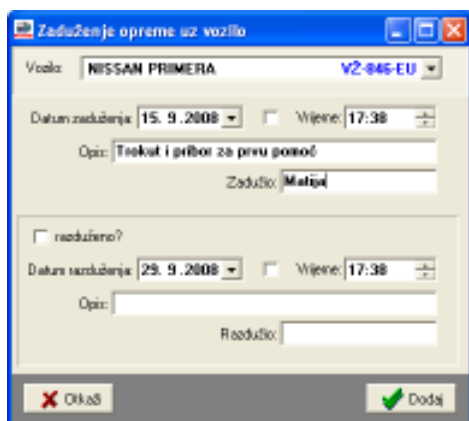 Zaduženje opreme uz vozilo
Vozilo: NISSAN PRIMERA VŽ-846-EU
Datum zaduženja: 15. 9.2008 Vrijeme: 17:38
Opis: Trokut i pribor za prvu pomoć
Zadužio: Matija
razduženo?
Datum razduženja: 29. 9.2008 Vrijeme: 17:38
Opis:
Razdužio:
Otkaži Dodaj